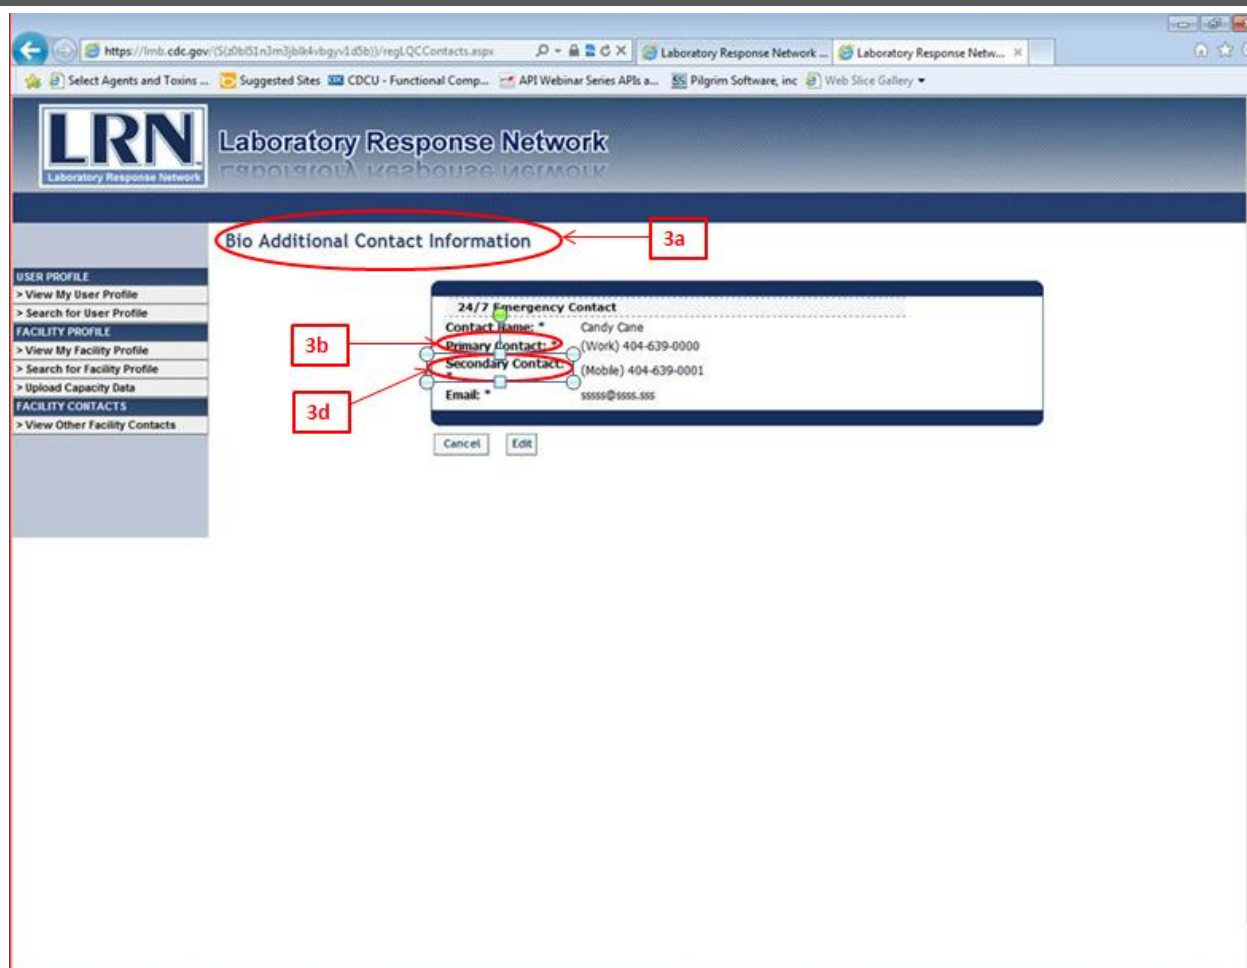 https://lrnb.cdc.gov/(S(z0bl51n3m3jblk4vbgyv1d5b))/regLQCContacts.aspx
Laboratory Response Network ...
Laboratory Response Netw...
Select Agents and Toxins ...
Suggested Sites
CDCU - Functional Comp...
API Webinar Series APIs a...
Pilgrim Software, inc
Web Slice Gallery
LRN
Laboratory Response Network
Laboratory Response Network
Bio Additional Contact Information
3a
USER PROFILE
> View My User Profile
> Search for User Profile
FACILITY PROFILE
> View My Facility Profile
> Search for Facility Profile
> Upload Capacity Data
FACILITY CONTACTS
> View Other Facility Contacts
3b
3d
24/7 Emergency Contact
Contact Name: * Candy Cane
Primary Contact: * (Work) 404-639-0000
Secondary Contact: * (Mobile) 404-639-0001
Email: * sssss@ssss.sss
Cancel Edit